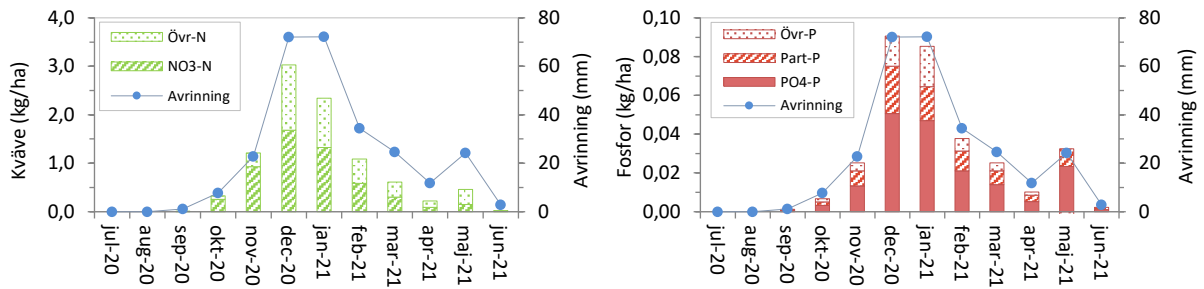 Kväve (kg/ha)
4,0
3,0
2,0
1,0
0,0
Övr-N
NO3-N
Avrinning
80
60
40
20
0
Avrinning (mm)
jul-20
aug-20
sep-20
okt-20
nov-20
dec-20
jan-21
feb-21
mar-21
apr-21
maj-21
jun-21
Fosfor (kg/ha)
0,10
0,08
0,06
0,04
0,02
0,00
Övr-P
Part-P
PO4-P
Avrinning
80
60
40
20
0
Avrinning (mm)
jul-20
aug-20
sep-20
okt-20
nov-20
dec-20
jan-21
feb-21
mar-21
apr-21
maj-21
jun-21